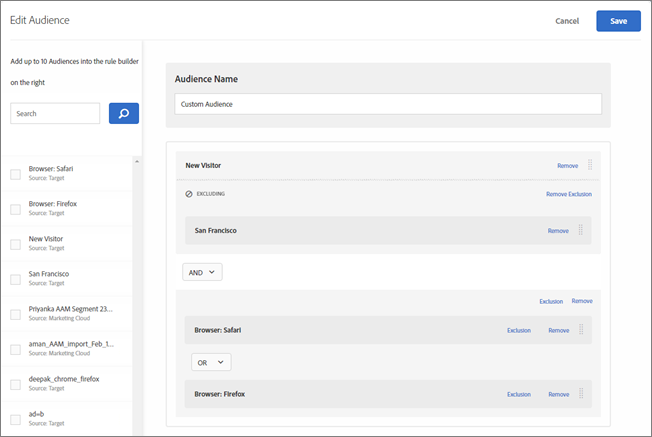 Edit Audience
Cancel
Save
Add up to 10 Audiences into the rule builder
on the right
Search
Browser: Safari
Source: Target
Browser: Firefox
Source: Target
New Visitor
Source: Target
San Francisco
Source: Target
Priyanka AAM Segment 23...
Source: Marketing Cloud
aman_AAM_import_Feb_1...
Source: Marketing Cloud
deepak_chrome_firefox
Source: Target
ad=b
Source: Target
Audience Name
Custom Audience
New Visitor
Remove
EXCLUDING
Remove Exclusion
San Francisco
Remove
AND
Exclusion
Remove
Browser: Safari
Exclusion
Remove
OR
Browser: Firefox
Exclusion
Remove